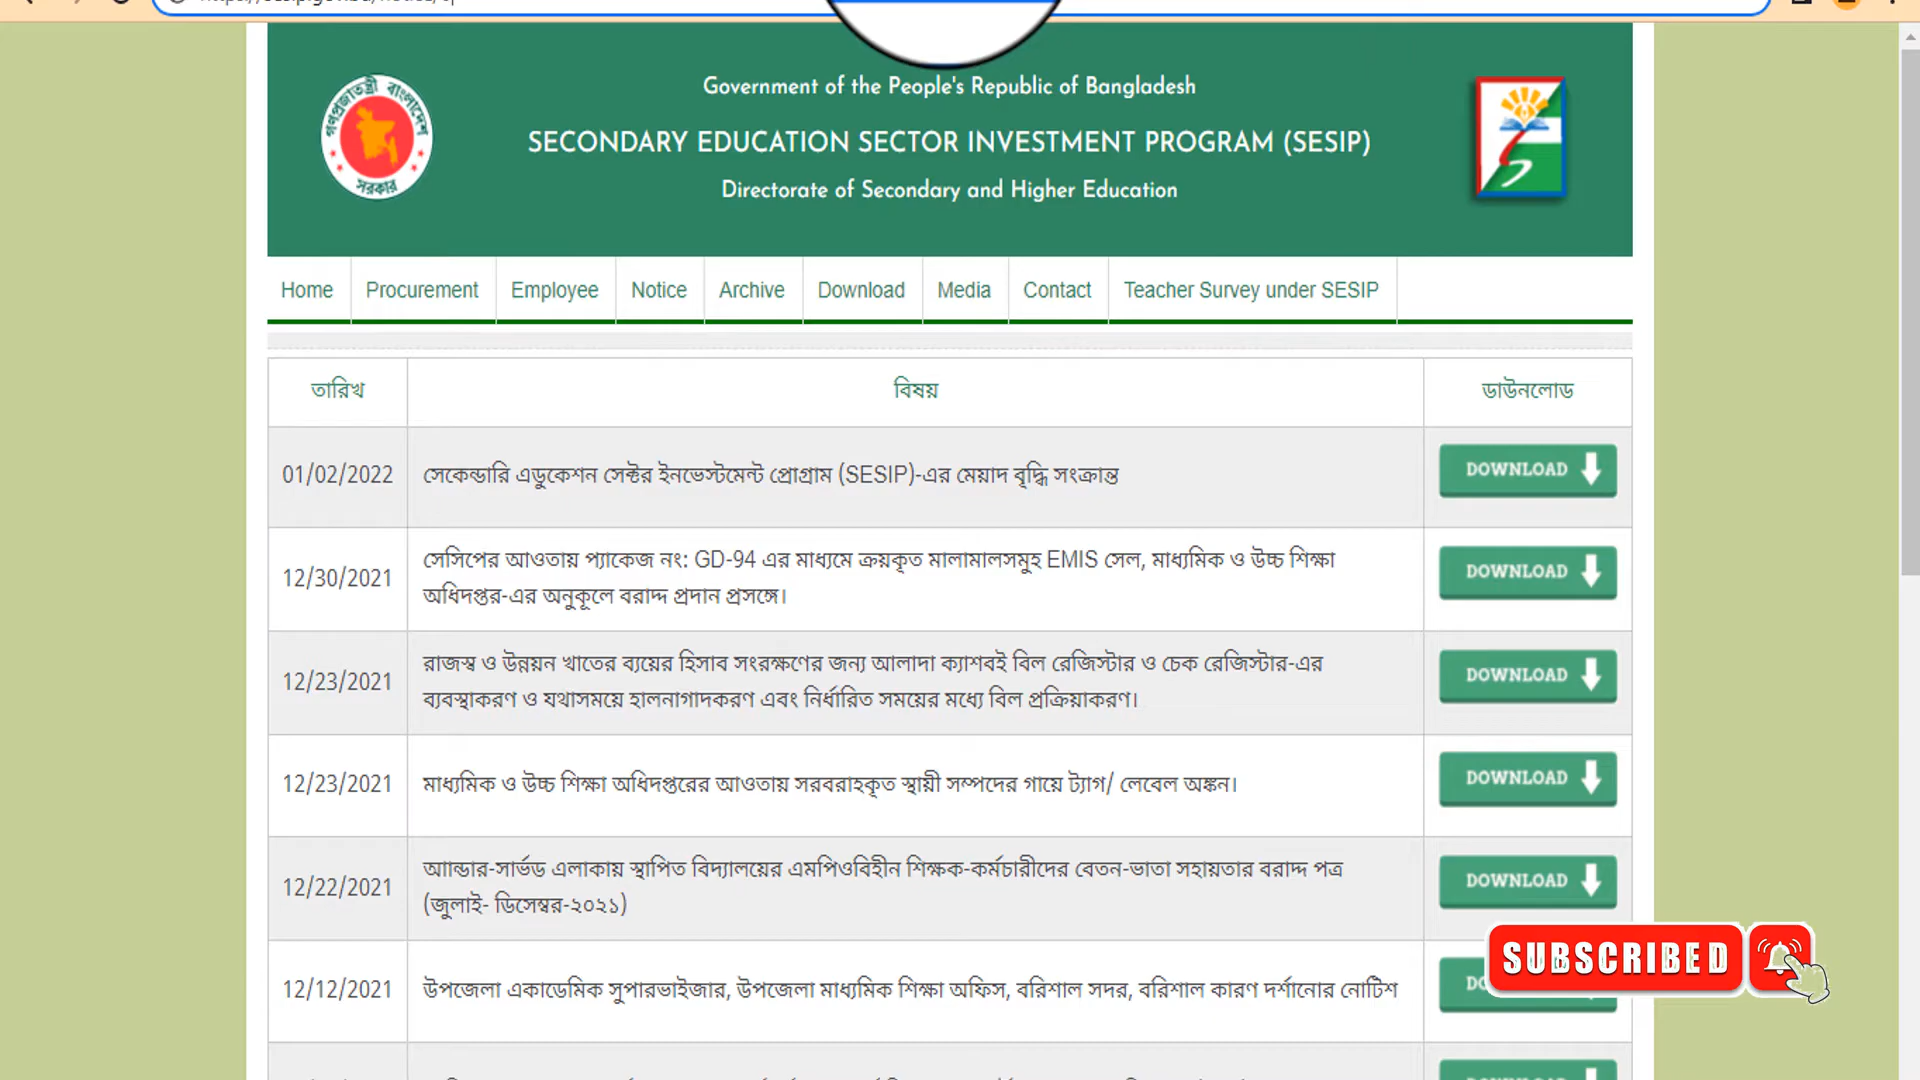 Government of the People's Republic of Bangladesh
SECONDARY EDUCATION SECTOR INVESTMENT PROGRAM (SESIP)
Directorate of Secondary and Higher Education
গণপ্রজাতন্ত্রী বাংলাদেশ
সরকার
Home Procurement Employee Notice Archive Download Media Contact Teacher Survey under SESIP
তারিখ বিষয় ডাউনলোড
01/02/2022 সেকেন্ডারি এডুকেশন সেক্টর ইনভেস্টমেন্ট প্রোগ্রাম (SESIP)-এর মেয়াদ বৃদ্ধি সংক্রান্ত DOWNLOAD
12/30/2021 সেসিপের আওতায় প্যাকেজ নং: GD-94 এর মাধ্যমে ক্রয়কৃত মালামালসমুহ EMIS সেল, মাধ্যমিক ও উচ্চ শিক্ষা
অধিদপ্তর-এর অনুকূলে বরাদ্দ প্রদান প্রসঙ্গে। DOWNLOAD
12/23/2021 রাজস্ব ও উন্নয়ন খাতের ব্যয়ের হিসাব সংরক্ষণের জন্য আলাদা ক্যাশবই বিল রেজিস্টার ও চেক রেজিস্টার-এর
ব্যবস্থাকরণ ও যথাসময়ে হালনাগাদকরণ এবং নির্ধারিত সময়ের মধ্যে বিল প্রক্রিয়াকরণ। DOWNLOAD
12/23/2021 মাধ্যমিক ও উচ্চ শিক্ষা অধিদপ্তরের আওতায় সরবরাহকৃত স্থায়ী সম্পদের গায়ে ট্যাগ/ লেবেল অঙ্কন। DOWNLOAD
12/22/2021 আান্ডার-সার্ভড এলাকায় স্থাপিত বিদ্যালয়ের এমপিওবিহীন শিক্ষক-কর্মচারীদের বেতন-ভাতা সহায়তার বরাদ্দ পত্র
(জুলাই- ডিসেম্বর-২০২১) DOWNLOAD
12/12/2021 উপজেলা একাডেমিক সুপারভাইজার, উপজেলা মাধ্যমিক শিক্ষা অফিস, বরিশাল সদর, বরিশাল কারণ দর্শানোর নোটিশ
SUBSCRIBED